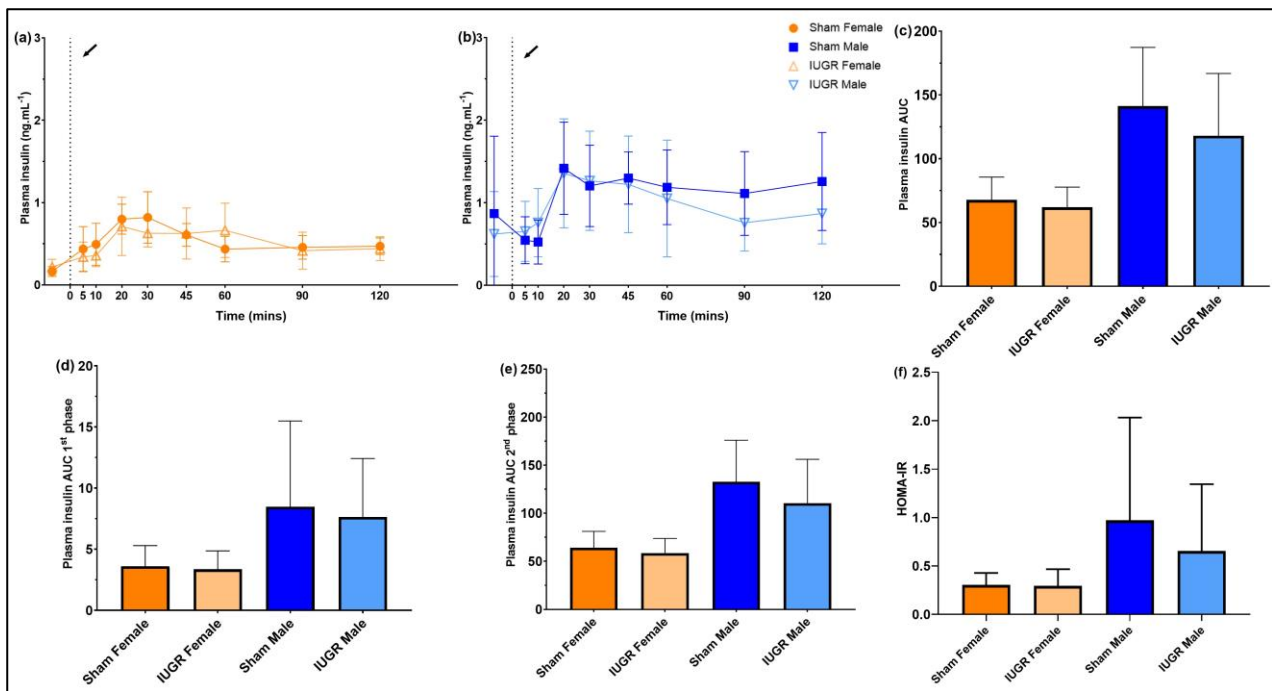 (a)
3
2
1
0
Plasma insulin (ng.mL⁻¹)
0 5 10 20 30 45 60 90 120
Time (mins)
(b)
3
2
1
0
Plasma insulin (ng.mL⁻¹)
0 5 10 20 30 45 60 90 120
Time (mins)
Sham Female
Sham Male
IUGR Female
IUGR Male
(c)
200
150
100
50
0
Plasma insulin AUC
Sham Female
IUGR Female
Sham Male
IUGR Male
(d)
20
15
10
5
0
Plasma insulin AUC 1st phase
Sham Female
IUGR Female
Sham Male
IUGR Male
(e)
250
200
150
100
50
0
Plasma insulin AUC 2nd phase
Sham Female
IUGR Female
Sham Male
IUGR Male
(f)
2.5
2.0
1.5
1.0
0.5
0.0
HOMA-IR
Sham Female
IUGR Female
Sham Male
IUGR Male